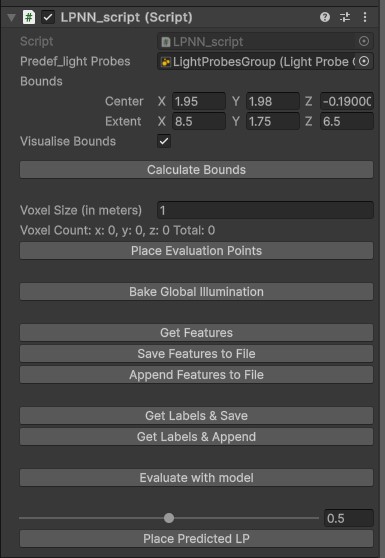 LPNN_script (Script)
Script LPNN_script
Predef_light Probes LightProbesGroup (Light Probe
Bounds
Center X 1.95 Y 1.98 Z -0.1900
Extent X 8.5 Y 1.75 Z 6.5
Visualise Bounds
Calculate Bounds
Voxel Size (in meters) 1
Voxel Count: x: 0, y: 0, z: 0 Total: 0
Place Evaluation Points
Bake Global Illumination
Get Features
Save Features to File
Append Features to File
Get Labels & Save
Get Labels & Append
Evaluate with model
0.5
Place Predicted LP